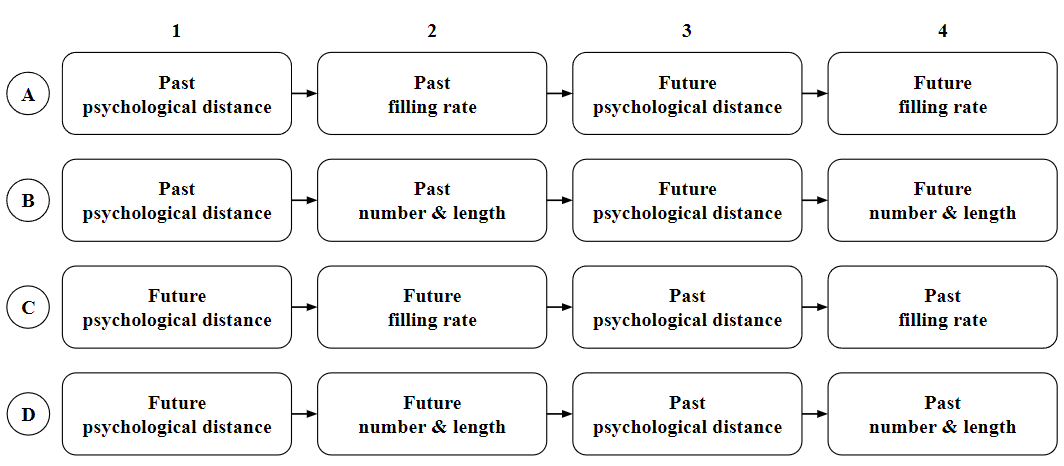 1 2 3 4
A
Past
psychological distance
Past
filling rate
Future
psychological distance
Future
filling rate
B
Past
psychological distance
Past
number & length
Future
psychological distance
Future
number & length
C
Future
psychological distance
Future
filling rate
Past
psychological distance
Past
filling rate
D
Future
psychological distance
Future
number & length
Past
psychological distance
Past
number & length